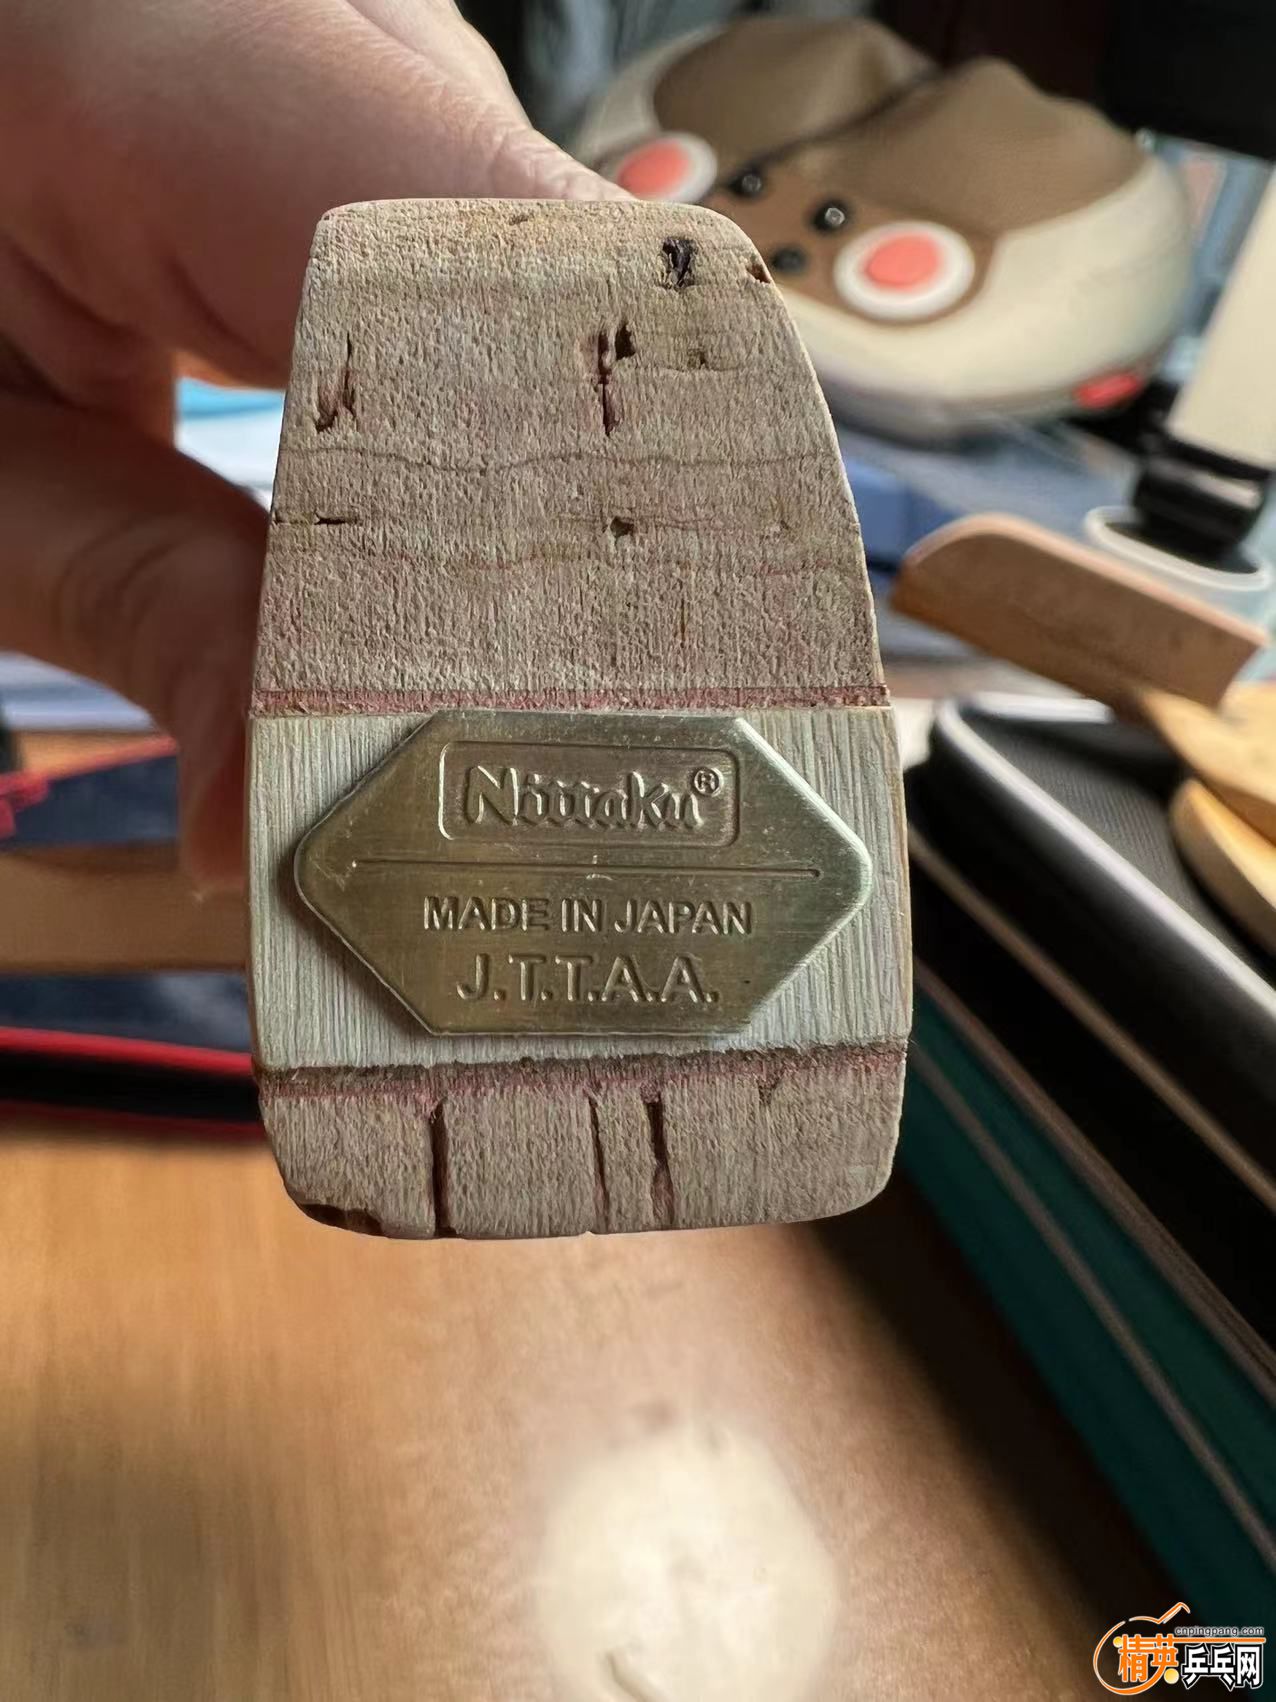 Nittaku®
MADE IN JAPAN
J.T.T.A.A.
cnpingpang.com
精英乒乓网